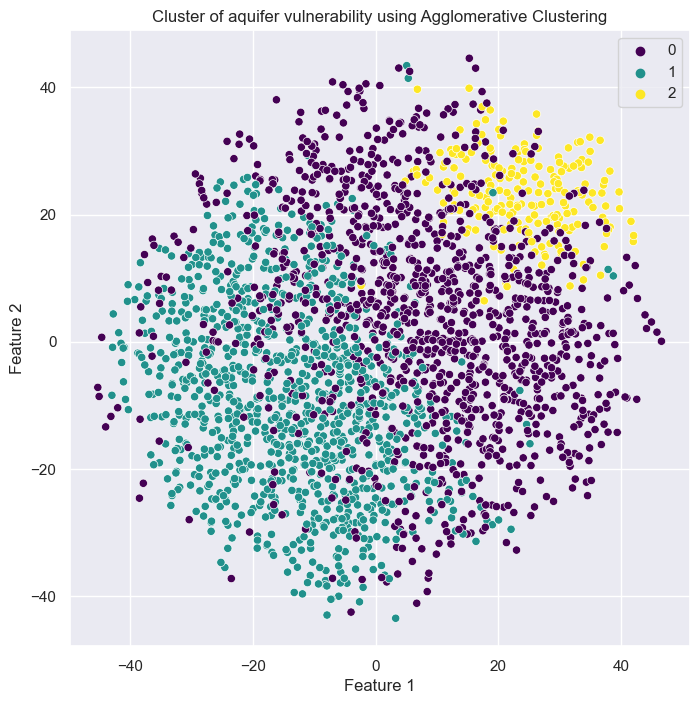 Cluster of aquifer vulnerability using Agglomerative Clustering
0
1
2
40
20
0
−20
−40
Feature 2
−40 −20 0 20 40
Feature 1